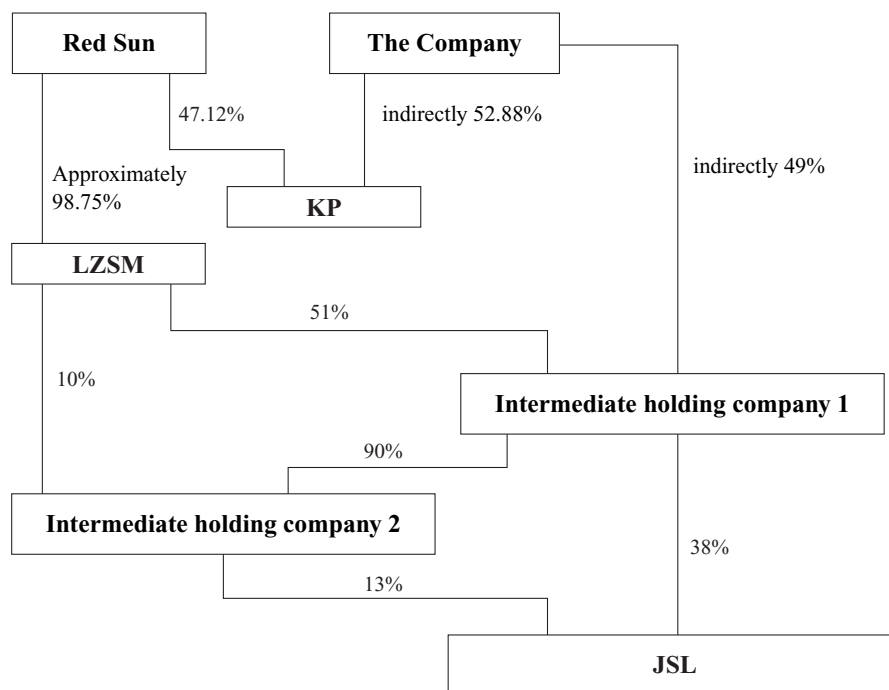 Red Sun
The Company
47.12%
indirectly 52.88%
Approximately
98.75%
indirectly 49%
KP
LZSM
51%
10%
Intermediate holding company 1
90%
Intermediate holding company 2
38%
13%
JSL